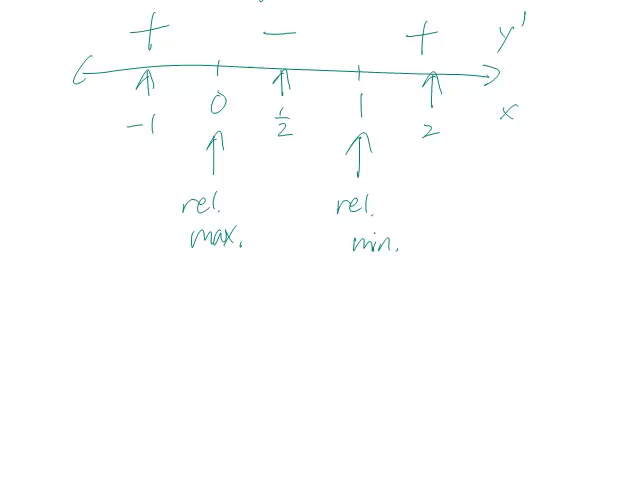 + − + y'
-1 0 1/2 1 2 x
rel. rel.
max. min.